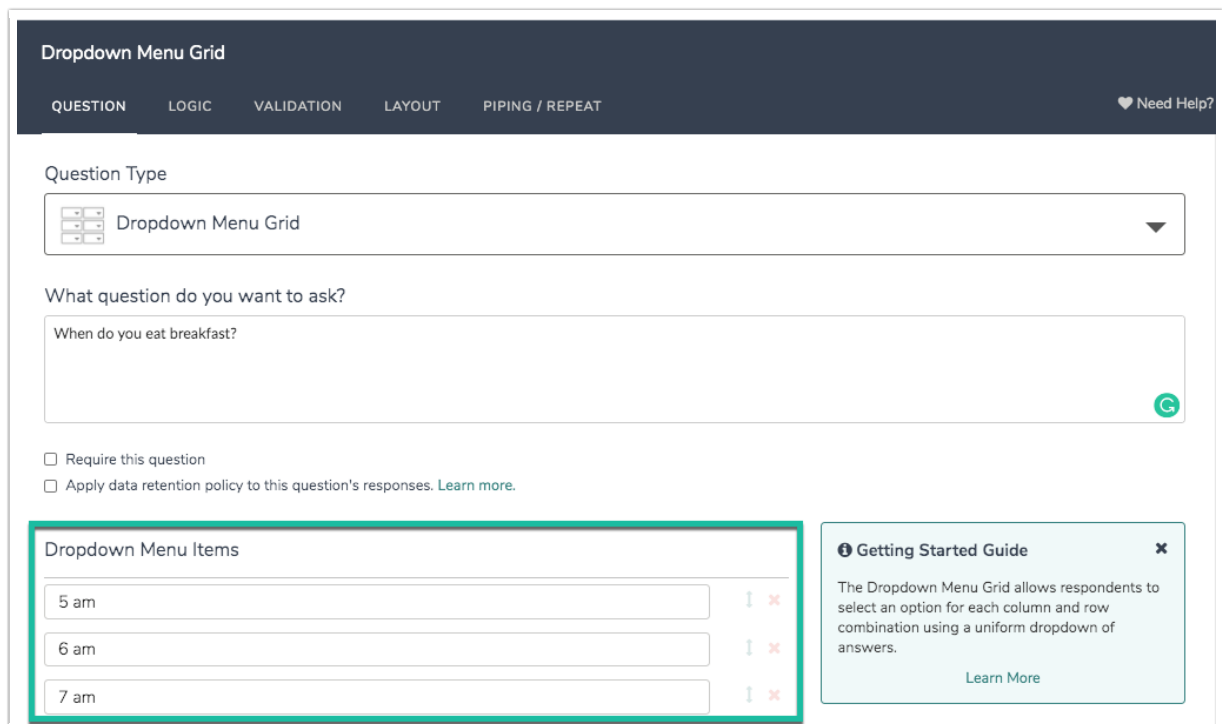 Dropdown Menu Grid
QUESTION LOGIC VALIDATION LAYOUT PIPING / REPEAT Need Help?
Question Type
Dropdown Menu Grid
What question do you want to ask?
When do you eat breakfast?
Require this question
Apply data retention policy to this question's responses. Learn more.
Dropdown Menu Items
5 am
6 am
7 am
Getting Started Guide
The Dropdown Menu Grid allows respondents to
select an option for each column and row
combination using a uniform dropdown of
answers.
Learn More